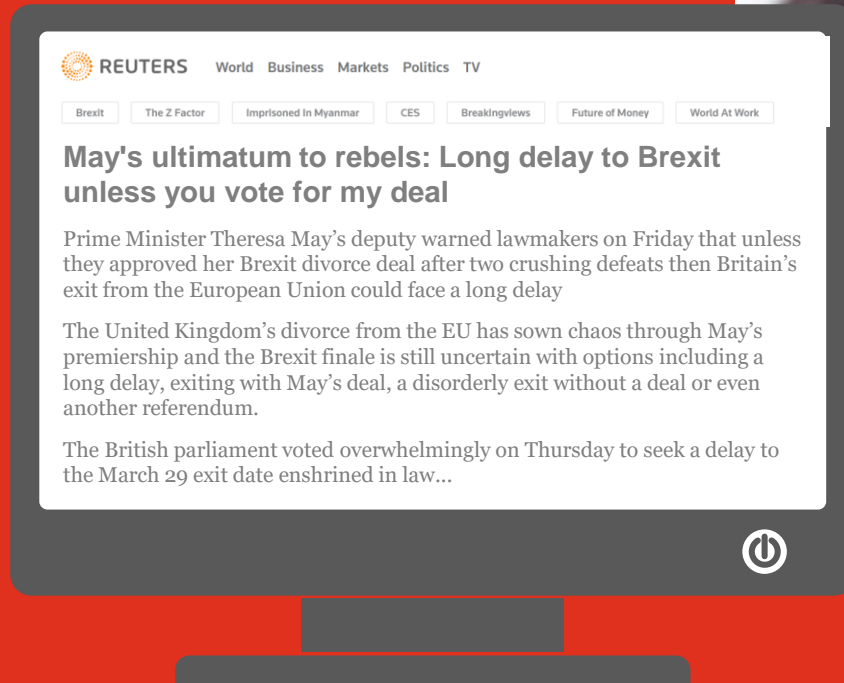 REUTERS World Business Markets Politics TV
Brexit The Z Factor Imprisoned In Myanmar CES Breakingviews Future of Money World At Work
May's ultimatum to rebels: Long delay to Brexit
unless you vote for my deal
Prime Minister Theresa May’s deputy warned lawmakers on Friday that unless
they approved her Brexit divorce deal after two crushing defeats then Britain’s
exit from the European Union could face a long delay
The United Kingdom’s divorce from the EU has sown chaos through May’s
premiership and the Brexit finale is still uncertain with options including a
long delay, exiting with May’s deal, a disorderly exit without a deal or even
another referendum.
The British parliament voted overwhelmingly on Thursday to seek a delay to
the March 29 exit date enshrined in law...